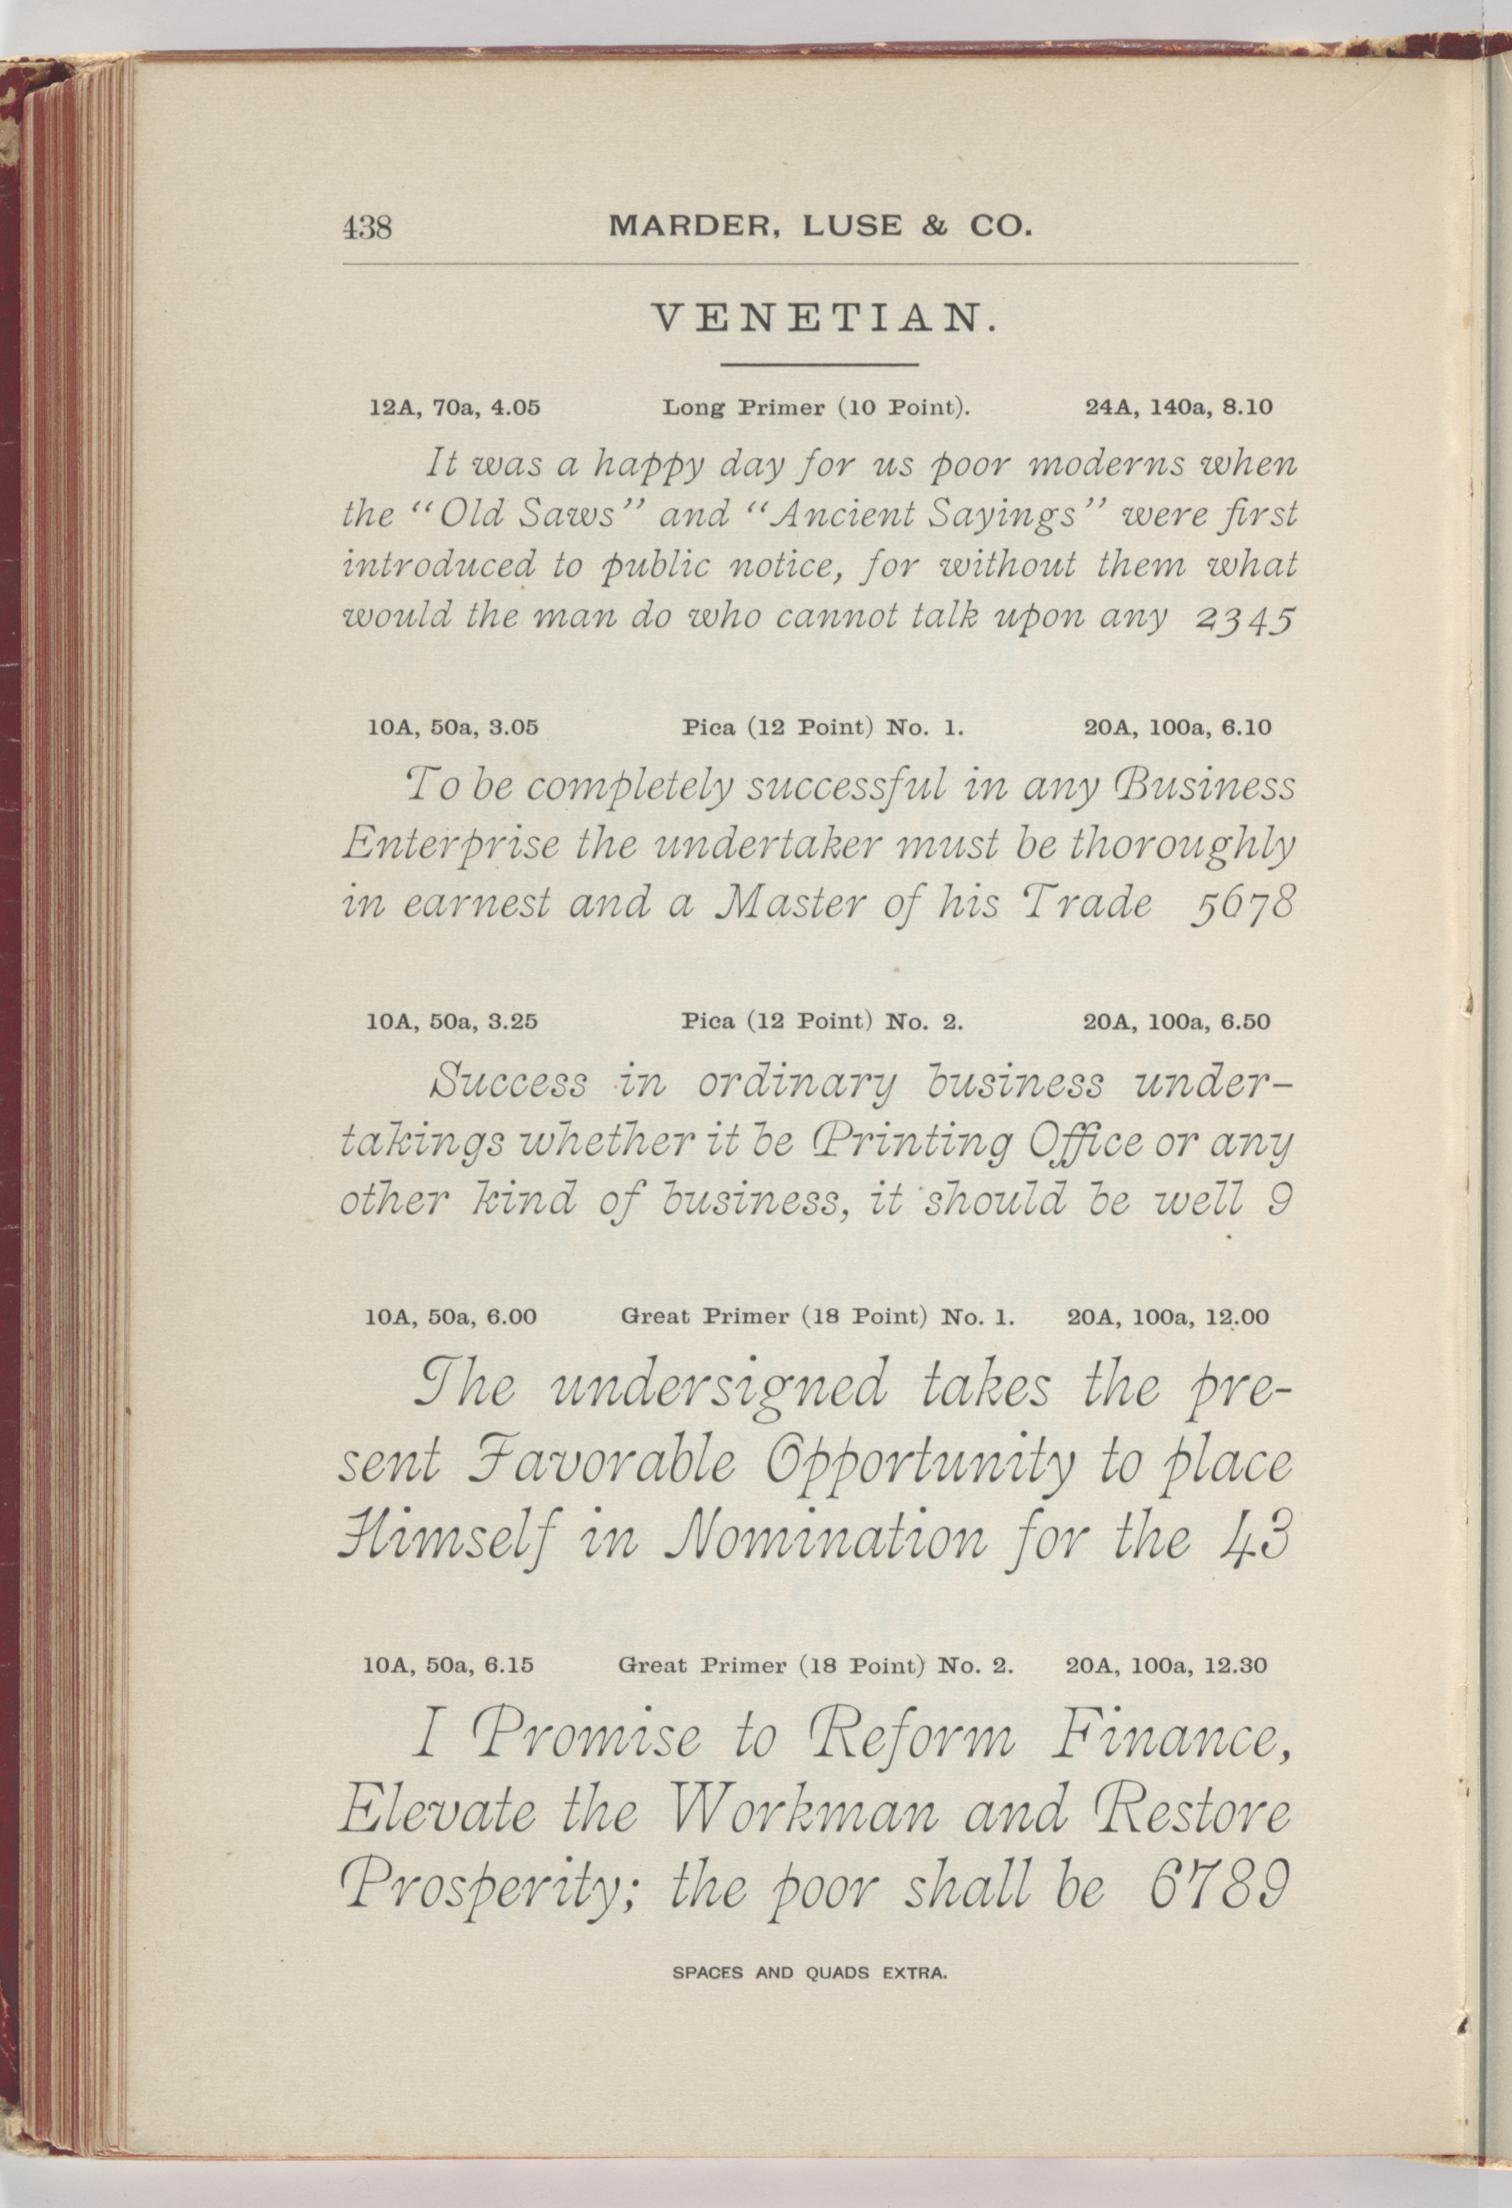 438
MARDER, LUSE & CO.
VENETIAN.
12A, 70a, 4.05 Long Primer (10 Point). 24A, 140a, 8.10
It was a happy day for us poor moderns when
the "Old Saws" and "Ancient Sayings" were first
introduced to public notice, for without them what
would the man do who cannot talk upon any 2345
10A, 50a, 3.05 Pica (12 Point) No. 1. 20A, 100a, 6.10
To be completely successful in any Business
Enterprise the undertaker must be thoroughly
in earnest and a Master of his Trade 5678
10A, 50a, 3.25 Pica (12 Point) No. 2. 20A, 100a, 6.50
Success in ordinary business under-
takings whether it be Printing Office or any
other kind of business, it should be well 9
10A, 50a, 6.00 Great Primer (18 Point) No. 1. 20A, 100a, 12.00
The undersigned takes the pre-
sent Favorable Opportunity to place
Himself in Nomination for the 43
10A, 50a, 6.15 Great Primer (18 Point) No. 2. 20A, 100a, 12.30
I Promise to Reform Finance,
Elevate the Workman and Restore
Prosperity; the poor shall be 6789
SPACES AND QUADS EXTRA.